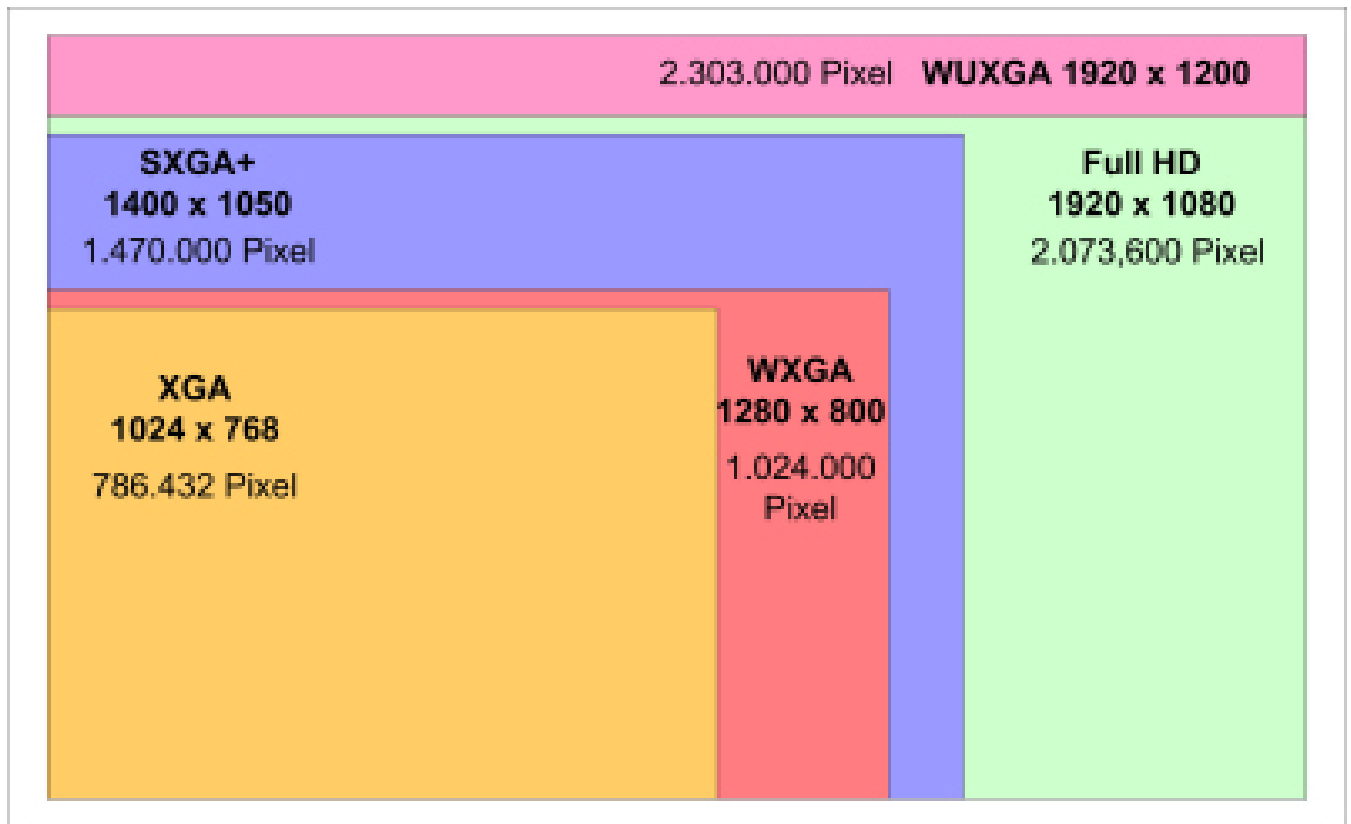 2.303.000 Pixel WUXGA 1920 x 1200
SXGA+
1400 x 1050
1.470.000 Pixel
Full HD
1920 x 1080
2.073,600 Pixel
XGA
1024 x 768
786.432 Pixel
WXGA
1280 x 800
1.024.000
Pixel